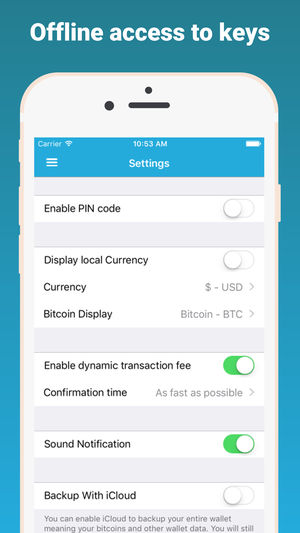 Offline access to keys
Carrier 10:53 AM
Settings
Enable PIN code
Display local Currency
Currency $ - USD
Bitcoin Display Bitcoin - BTC
Enable dynamic transaction fee
Confirmation time As fast as possible
Sound Notification
Backup With iCloud
You can enable iCloud to backup your entire wallet
meaning your bitcoins and other wallet data. You will still